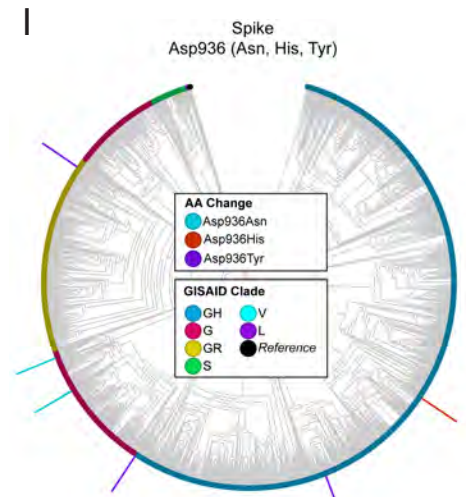 I
Spike
Asp936 (Asn, His, Tyr)
AA Change
Asp936Asn
Asp936His
Asp936Tyr
GISAID Clade
GH V
G L
GR Reference
S